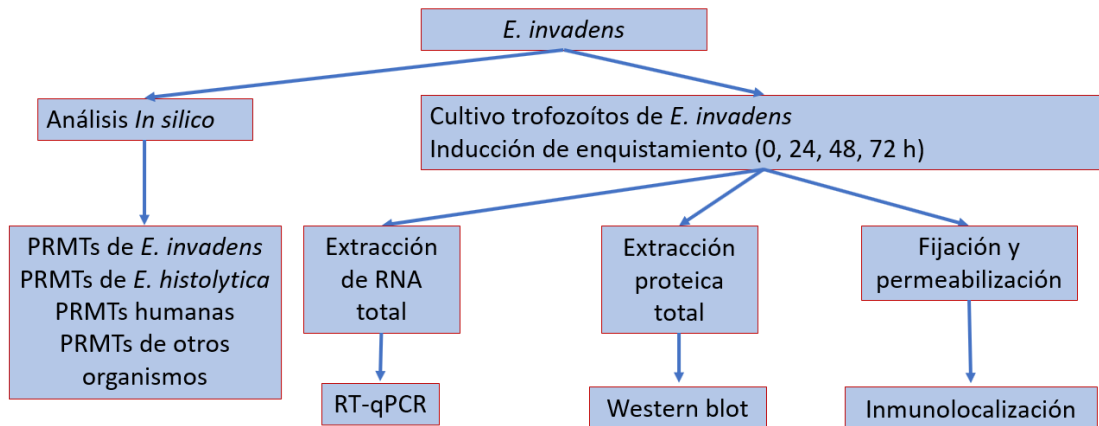 E. invadens
Análisis In silico
Cultivo trofozoítos de E. invadens
Inducción de enquistamiento (0, 24, 48, 72 h)
PRMTs de E. invadens
PRMTs de E. histolytica
PRMTs humanas
PRMTs de otros
organismos
Extracción
de RNA
total
Extracción
proteica
total
Fijación y
permeabilización
RT-qPCR
Western blot
Inmunolocalización